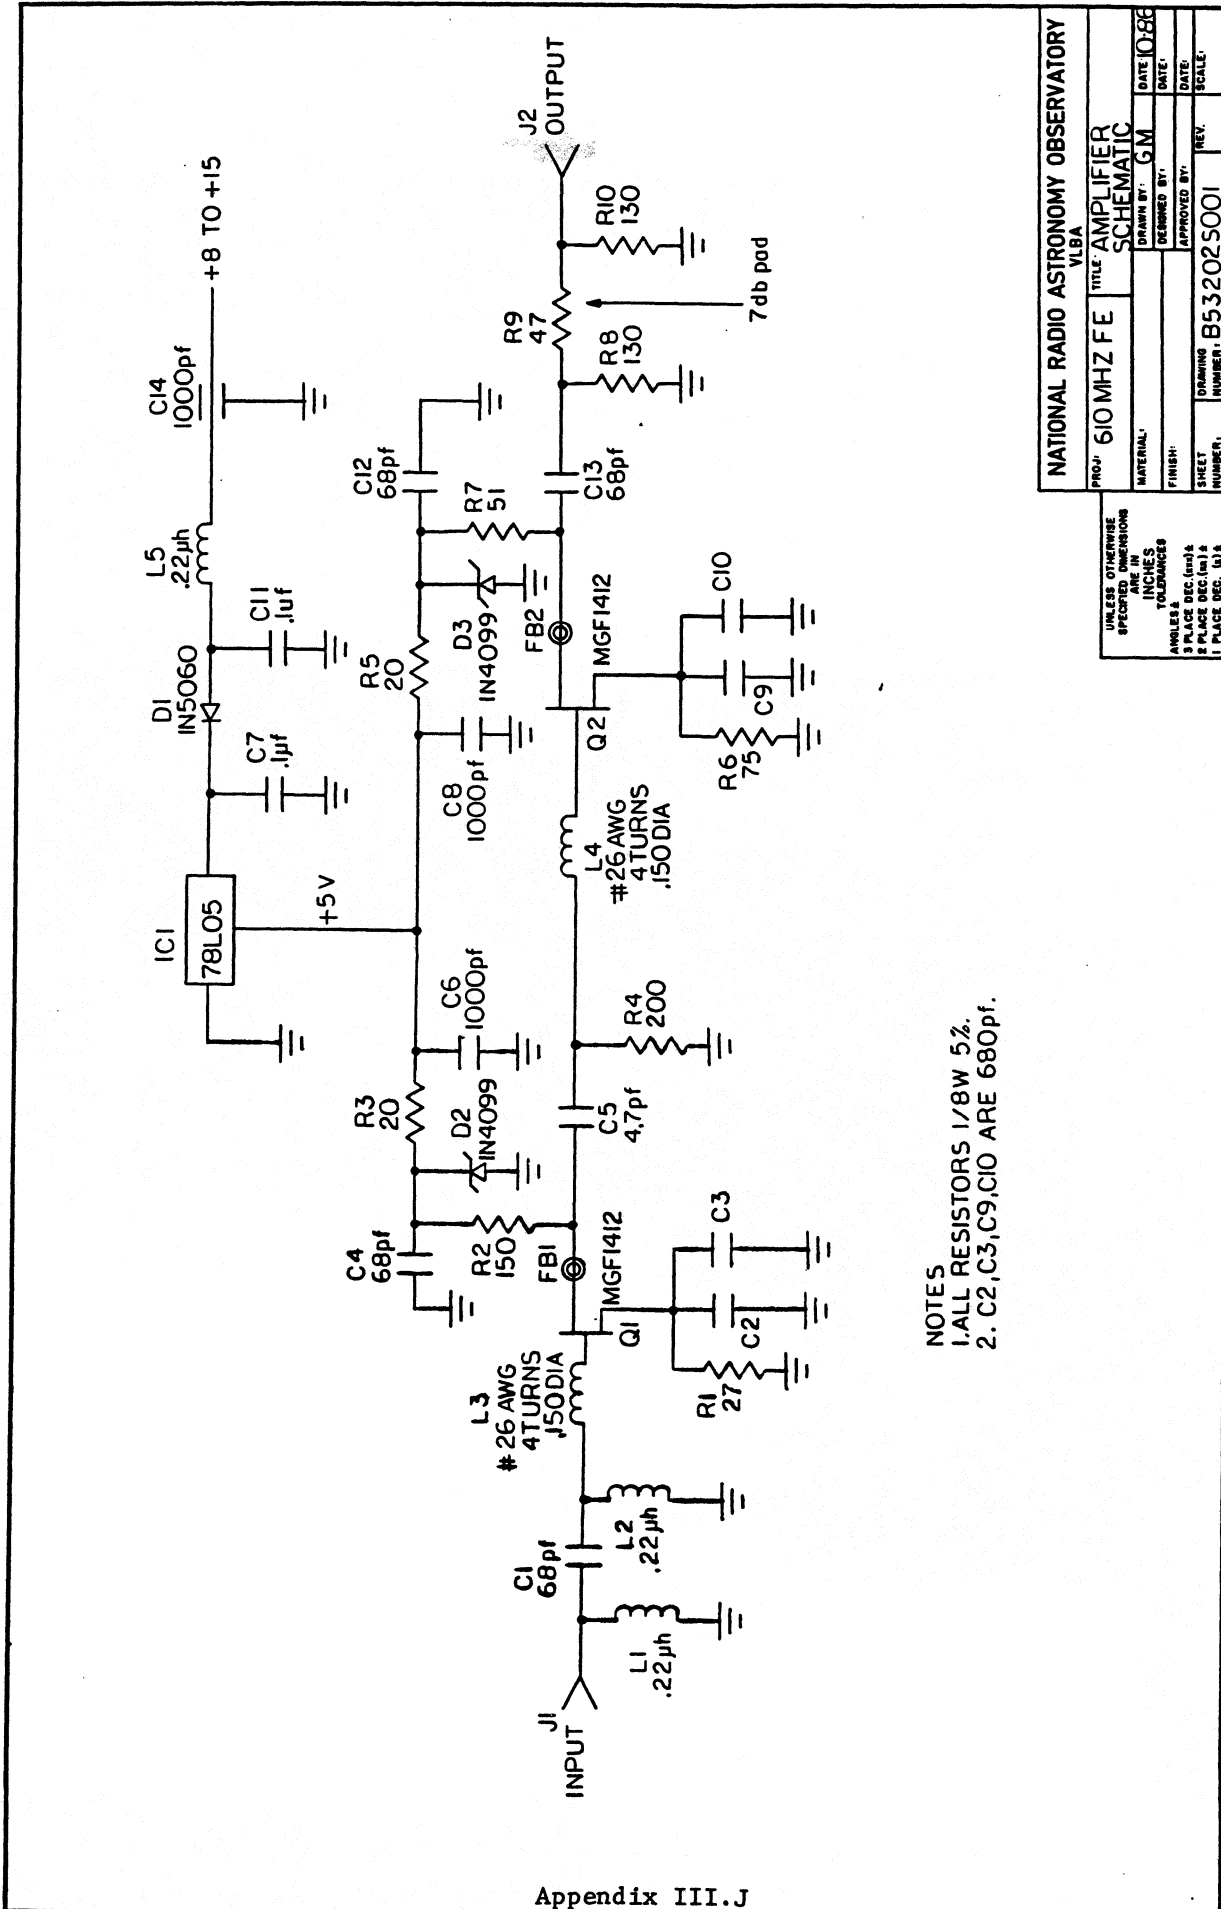 +8 TO +15
C14
1000pf
L5
.22µh
C11
.1uf
D1
IN5060
C7
.1µf
IC1
78L05
+5V
J2
OUTPUT
R10
130
R9
47
7db pad
R8
130
C12
68pf
C13
68pf
R7
51
D3
IN4099
FB2
MGF1412
Q2
C10
C9
R6
75
R5
20
C8
1000pf
L4
#26 AWG
4 TURNS
.150 DIA
C6
1000pf
R4
200
R3
20
D2
IN4099
C5
4.7pf
C4
68pf
R2
150
FB1
MGF1412
Q1
C3
C2
R1
27
L3
#26 AWG
4 TURNS
.150 DIA
C1
68pf
L2
.22µh
L1
.22µh
J1
INPUT
NOTES
1.ALL RESISTORS 1/8W 5%.
2. C2,C3,C9,C10 ARE 680pf.
UNLESS OTHERWISE
SPECIFIED DIMENSIONS
ARE IN
INCHES
TOLERANCES
ANGLES ±
3 PLACE DEC.(xxx)±
2 PLACE DEC.(xx)±
1 PLACE DEC. (x)±
NATIONAL RADIO ASTRONOMY OBSERVATORY
VLBA
PROJ: 610 MHZ FE
TITLE: AMPLIFIER
SCHEMATIC
MATERIAL:
DRAWN BY: GM
DATE: 10-86
DESIGNED BY:
DATE:
FINISH:
APPROVED BY:
DATE:
SHEET
NUMBER:
DRAWING
NUMBER: B53202S001
REV.
SCALE:
Appendix III.J